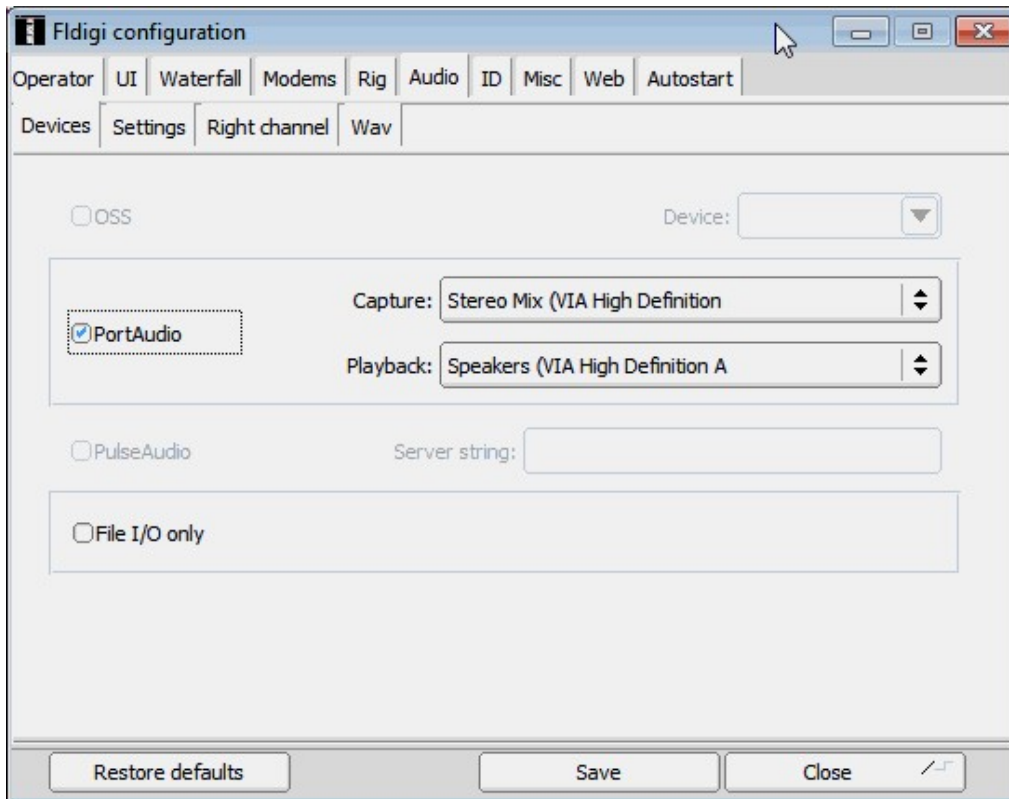 Fldigi configuration
Operator UI Waterfall Modems Rig Audio ID Misc Web Autostart
Devices Settings Right channel Wav
OSS Device:
Capture: Stereo Mix (VIA High Definition
PortAudio
Playback: Speakers (VIA High Definition A
PulseAudio Server string:
File I/O only
Restore defaults Save Close